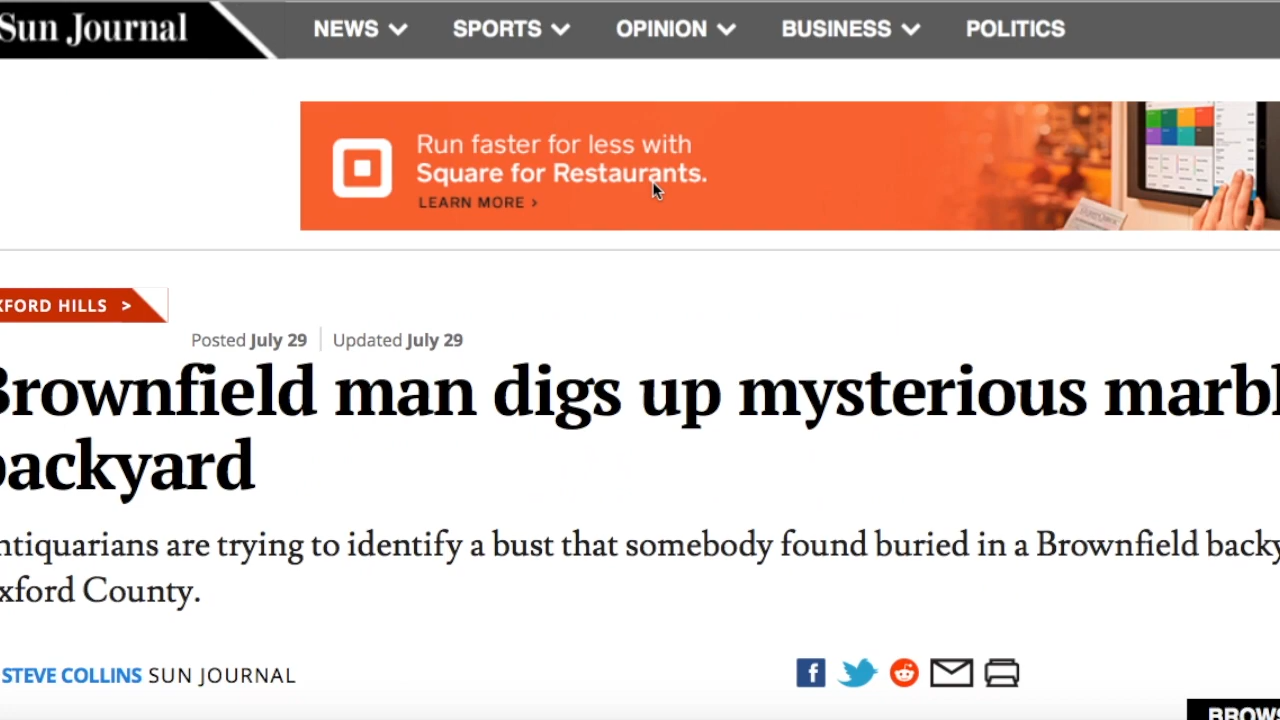 Sun Journal
NEWS SPORTS OPINION BUSINESS POLITICS
Run faster for less with
Square for Restaurants.
LEARN MORE >
XFORD HILLS >
Posted July 29 Updated July 29
Brownfield man digs up mysterious marbl
backyard
ntiquarians are trying to identify a bust that somebody found buried in a Brownfield backy
xford County.
STEVE COLLINS SUN JOURNAL
BROWS